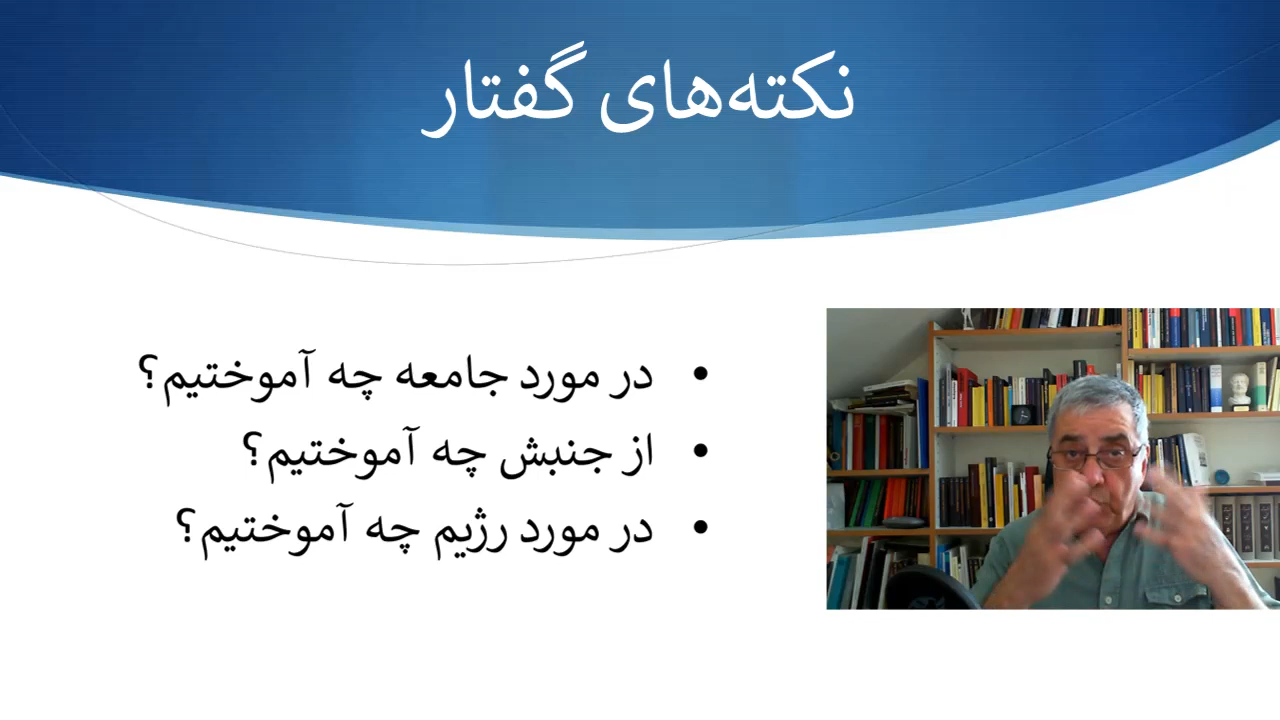 نکته‌های گفتار
• در مورد جامعه چه آموختیم؟
• از جنبش چه آموختیم؟
• در مورد رژیم چه آموختیم؟